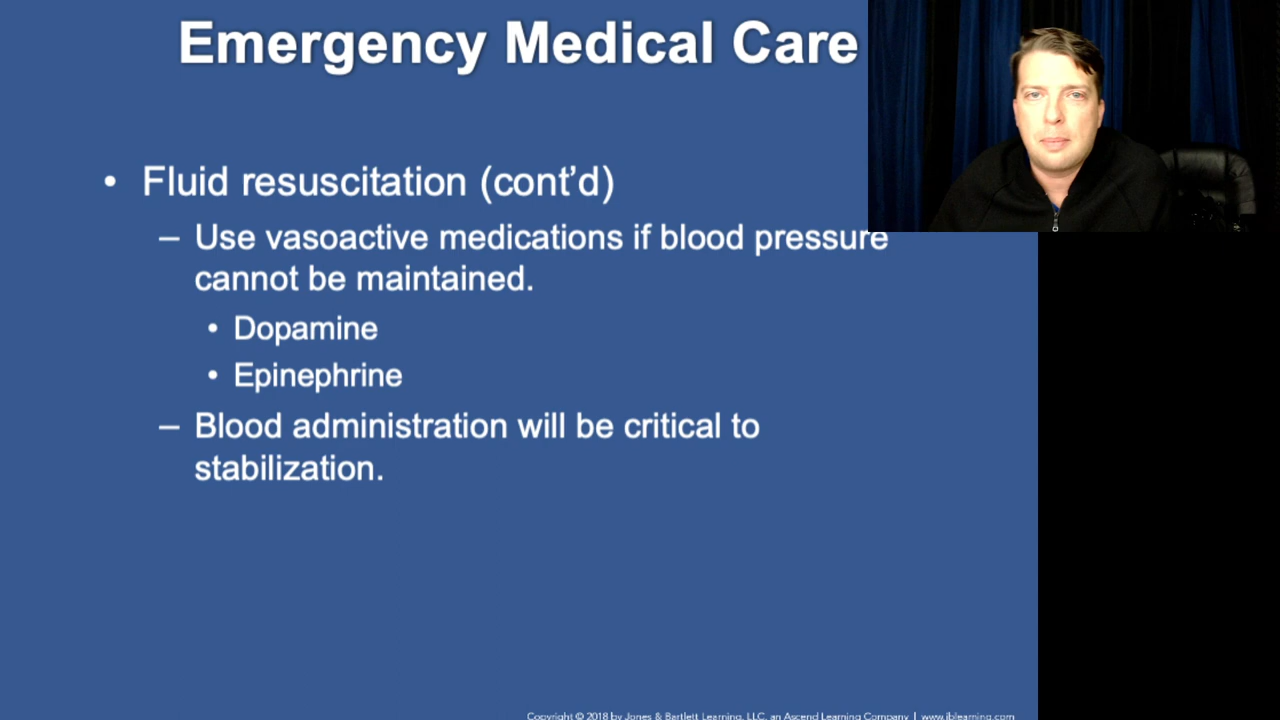 Emergency Medical Care
• Fluid resuscitation (cont’d)
– Use vasoactive medications if blood pressure
cannot be maintained.
• Dopamine
• Epinephrine
– Blood administration will be critical to
stabilization.
Copyright © 2018 by Jones & Bartlett Learning, LLC, an Ascend Learning Company | www.jblearning.com